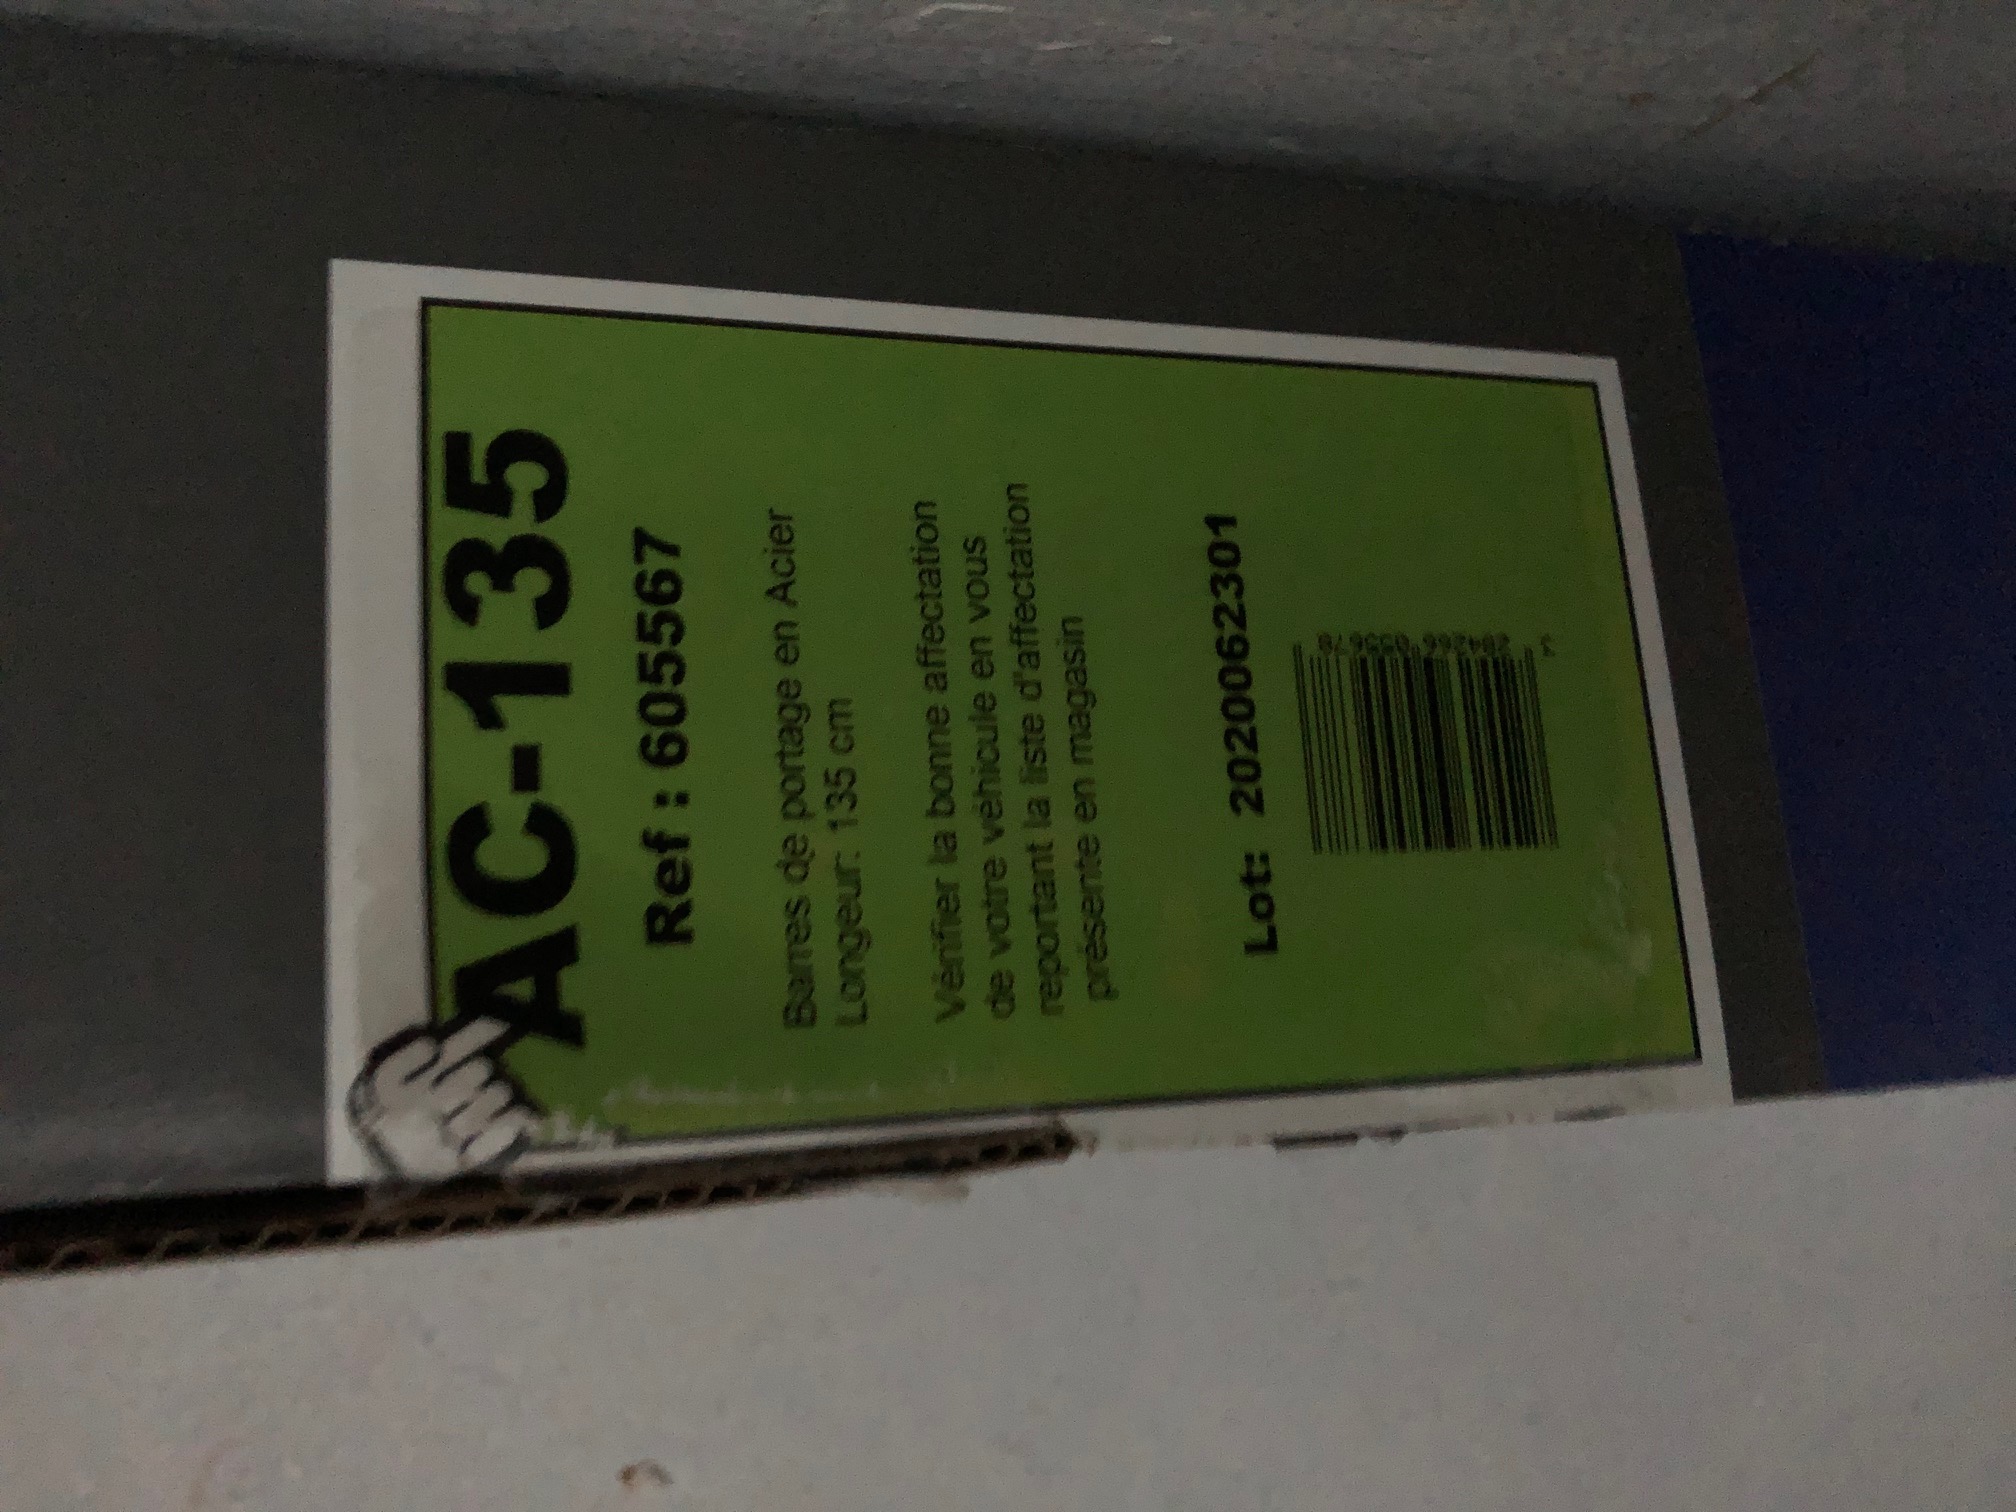 AC-135
Ref : 605567
Barres de portage en Acier
Longeur: 135 cm
Vérifier la bonne affectation
de votre véhicule en vous
reportant la liste d'affectation
présente en magasin
Lot: 2020062301